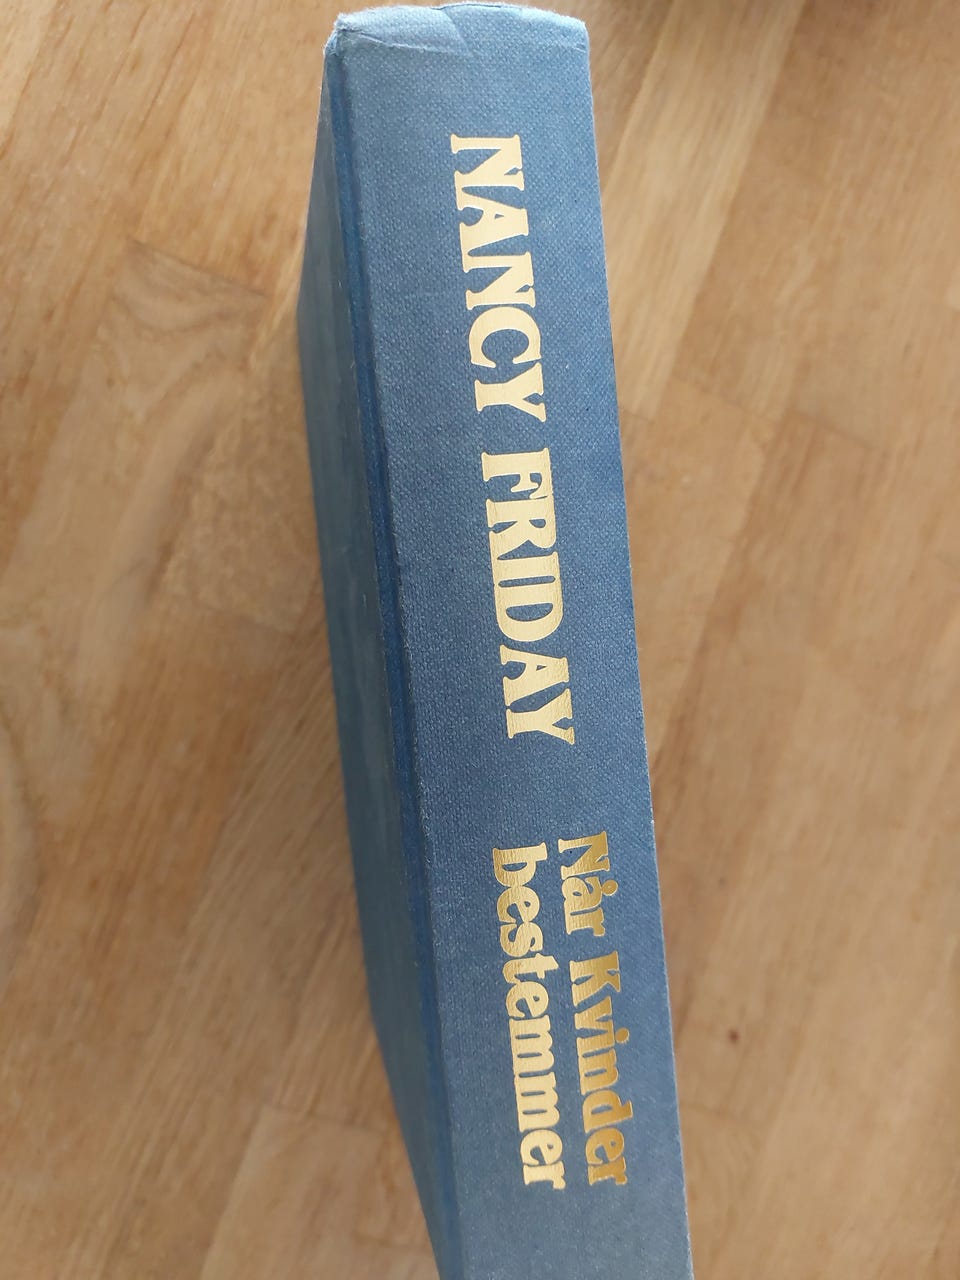 NANCY FRIDAY
Når Kvinder
bestemmer